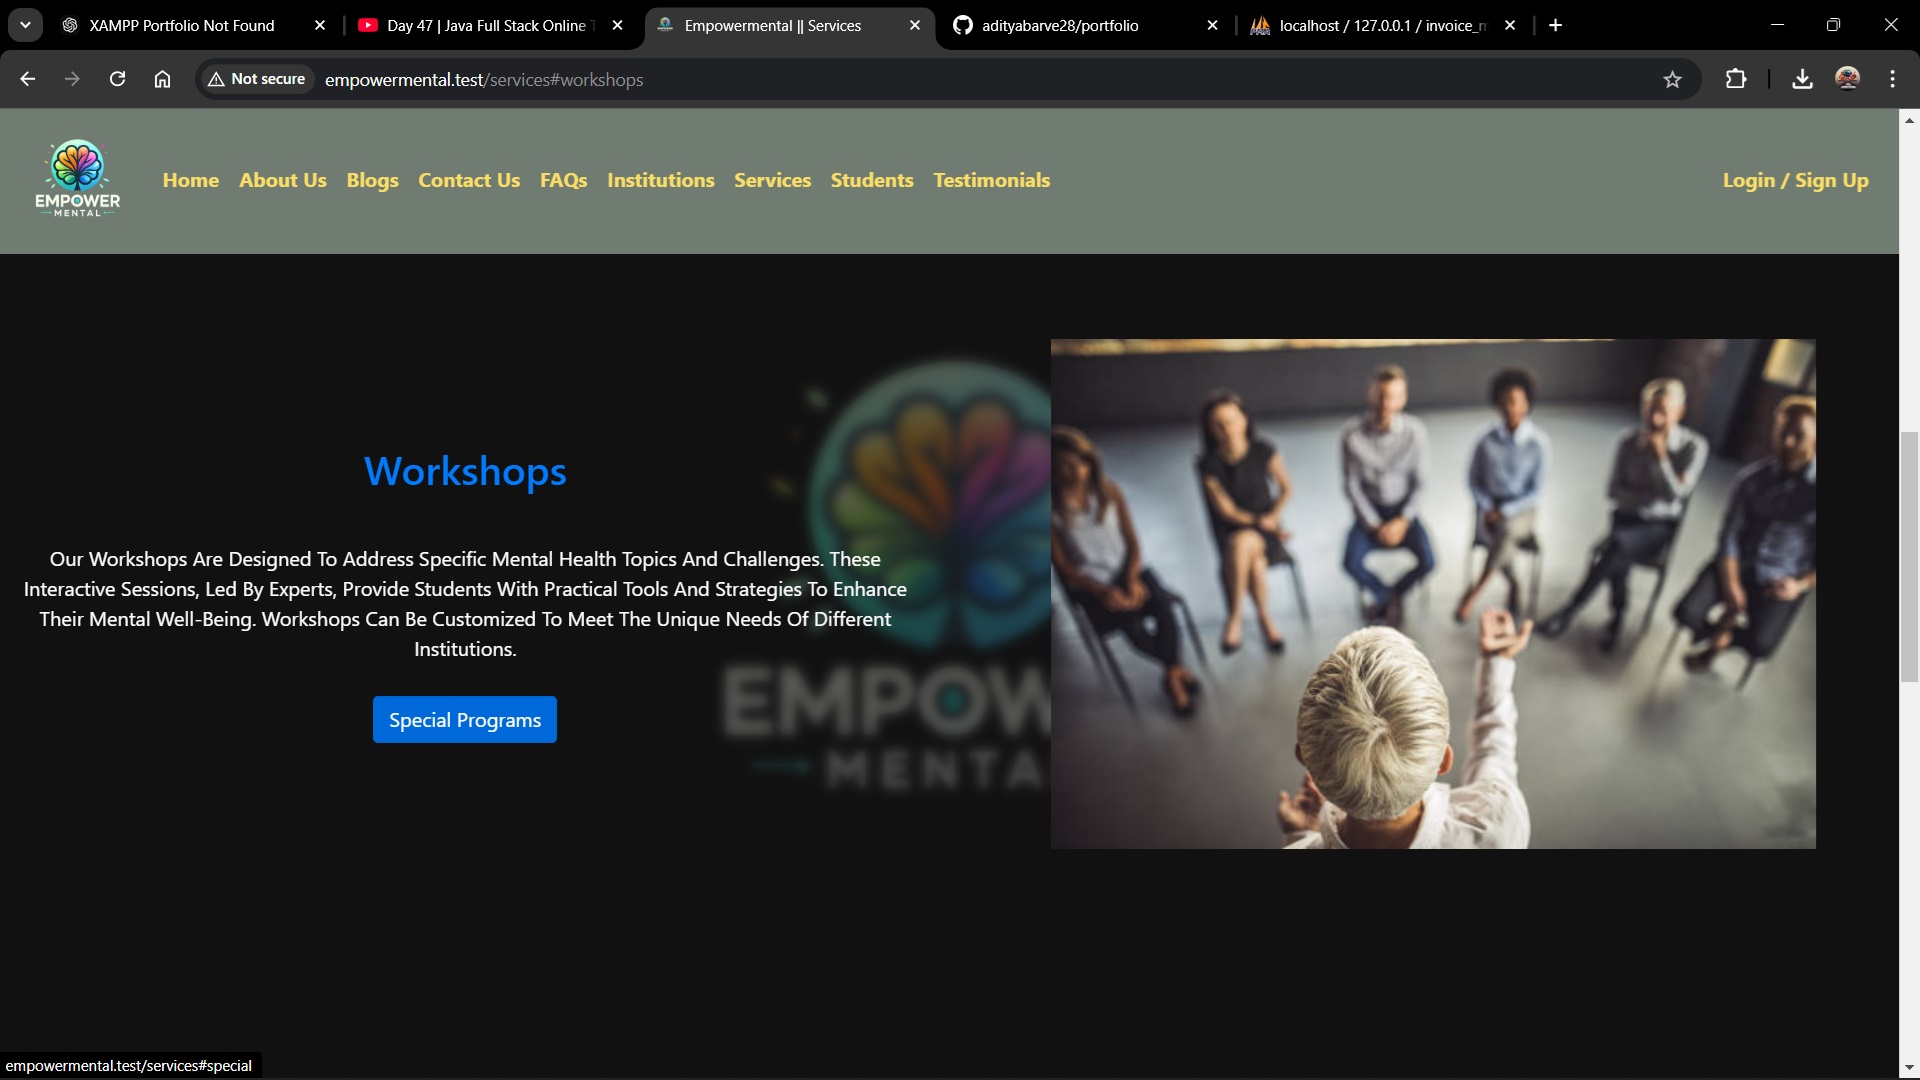 XAMPP Portfolio Not Found
Day 47 | Java Full Stack Online T
Empowermental || Services
adityabarve28/portfolio
localhost / 127.0.0.1 / invoice_m
Not secure
empowermental.test/services#workshops
EMPOWER
MENTAL
Home
About Us
Blogs
Contact Us
FAQs
Institutions
Services
Students
Testimonials
Login / Sign Up
Workshops
Our Workshops Are Designed To Address Specific Mental Health Topics And Challenges. These
Interactive Sessions, Led By Experts, Provide Students With Practical Tools And Strategies To Enhance
Their Mental Well-Being. Workshops Can Be Customized To Meet The Unique Needs Of Different
Institutions.
Special Programs
EMPOW
MENTA
empowermental.test/services#special